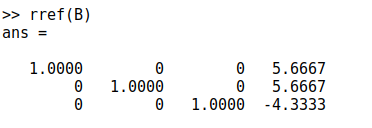 >> rref(B)
ans =
1.0000 0 0 5.6667
0 1.0000 0 5.6667
0 0 1.0000 -4.3333